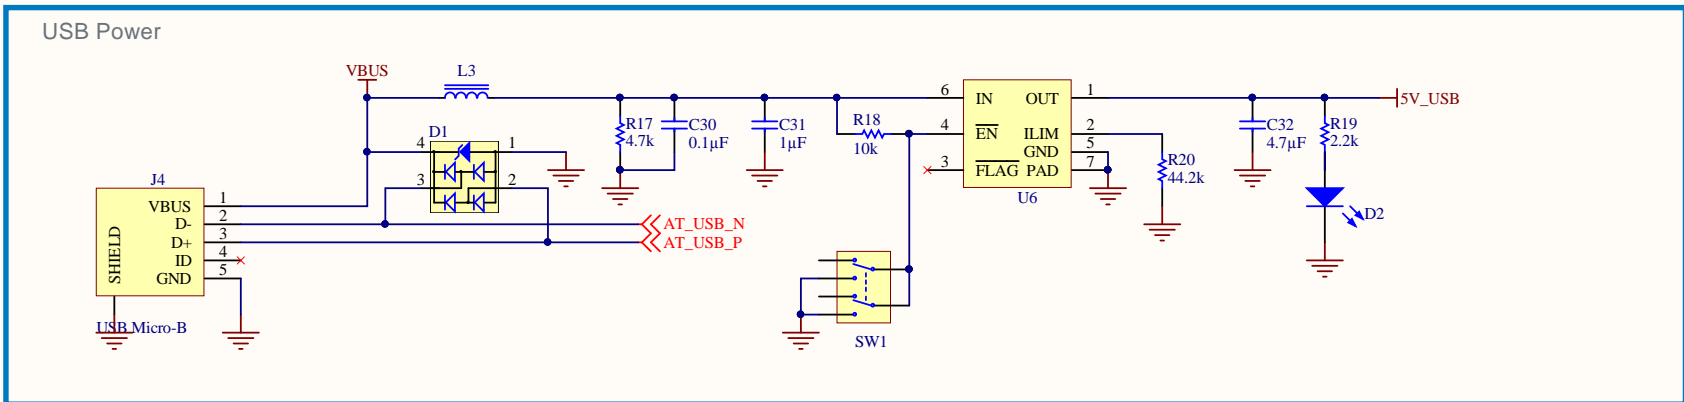 USB Power
VBUS
L3
D1
4
1
3
2
J4
VBUS
D-
D+
ID
GND
SHIELD
1
2
3
4
5
USB Micro-B
AT_USB_N
AT_USB_P
R17
4.7k
C30
0.1µF
C31
1µF
R18
10k
6
4
3
IN
EN
FLAG
OUT
ILIM
GND
PAD
1
2
5
7
U6
R20
44.2k
C32
4.7µF
R19
2.2k
5V_USB
D2
SW1